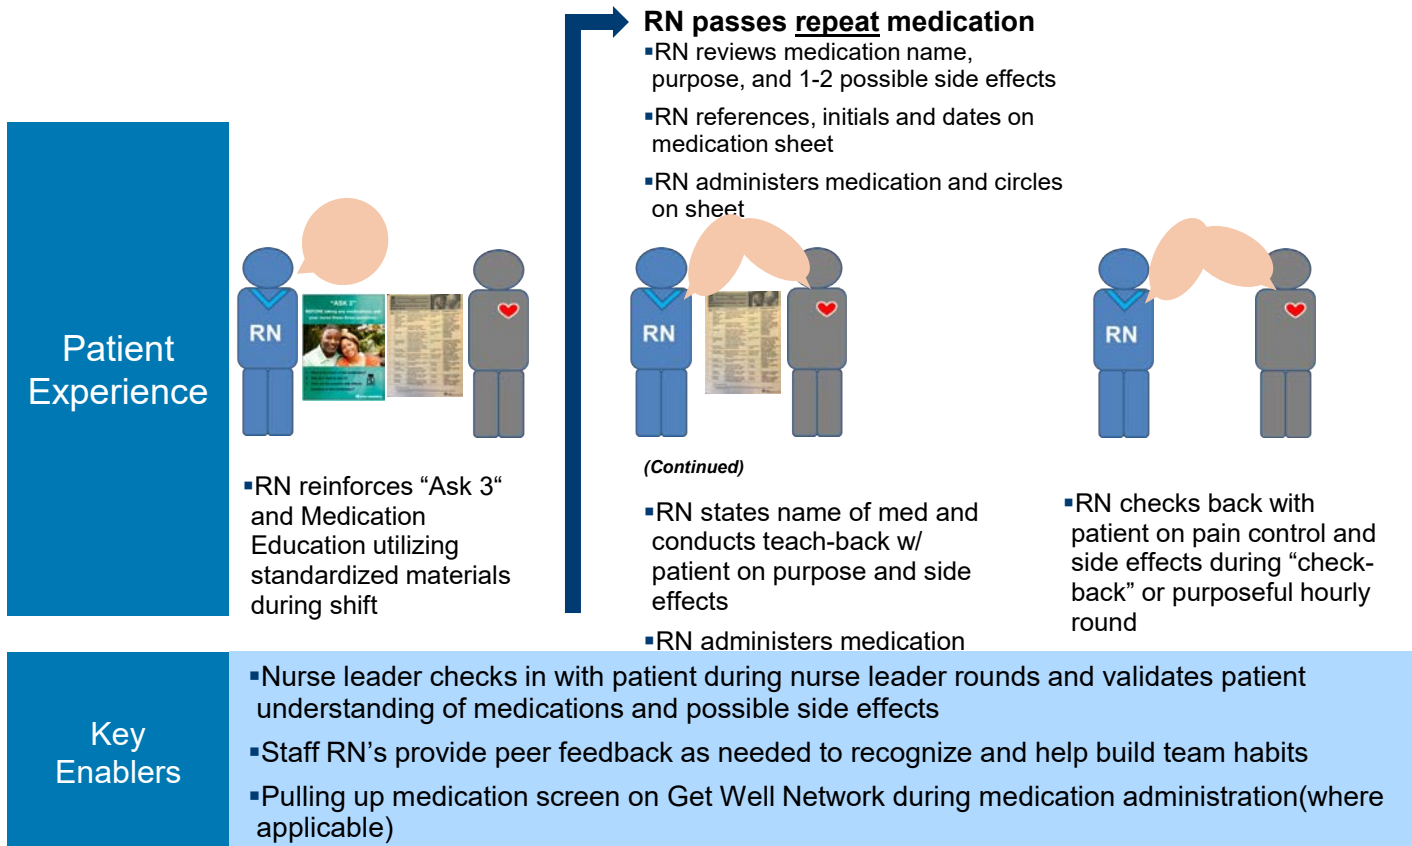 RN passes repeat medication
▪RN reviews medication name,
purpose, and 1-2 possible side effects
▪RN references, initials and dates on
medication sheet
▪RN administers medication and circles
on sheet
Patient
Experience
RN
"ASK 3"
RN
RN
▪RN reinforces “Ask 3“
and Medication
Education utilizing
standardized materials
during shift
(Continued)
▪RN states name of med and
conducts teach-back w/
patient on purpose and side
effects
▪RN administers medication
▪RN checks back with
patient on pain control and
side effects during “check-
back” or purposeful hourly
round
Key
Enablers
▪Nurse leader checks in with patient during nurse leader rounds and validates patient
understanding of medications and possible side effects
▪Staff RN’s provide peer feedback as needed to recognize and help build team habits
▪Pulling up medication screen on Get Well Network during medication administration(where
applicable)